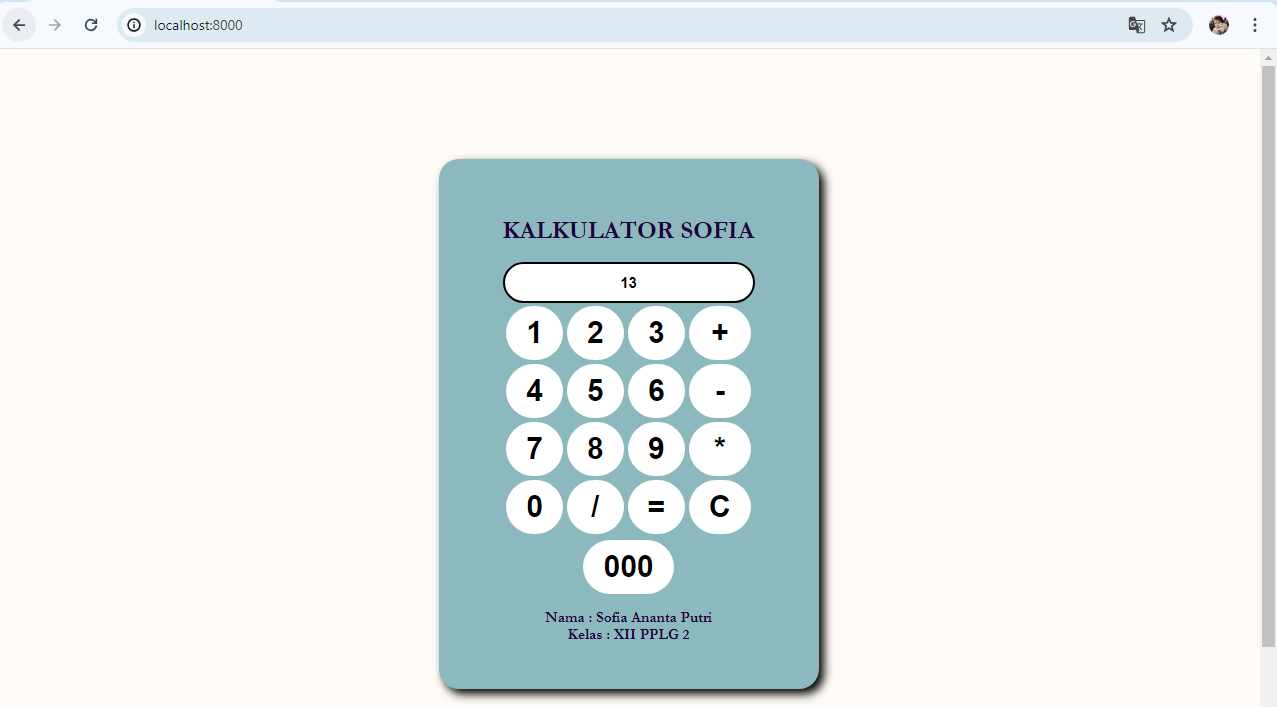 localhost:8000
KALKULATOR SOFIA
13
1 2 3 +
4 5 6 -
7 8 9 *
0 / = C
000
Nama : Sofia Ananta Putri
Kelas : XII PPLG 2